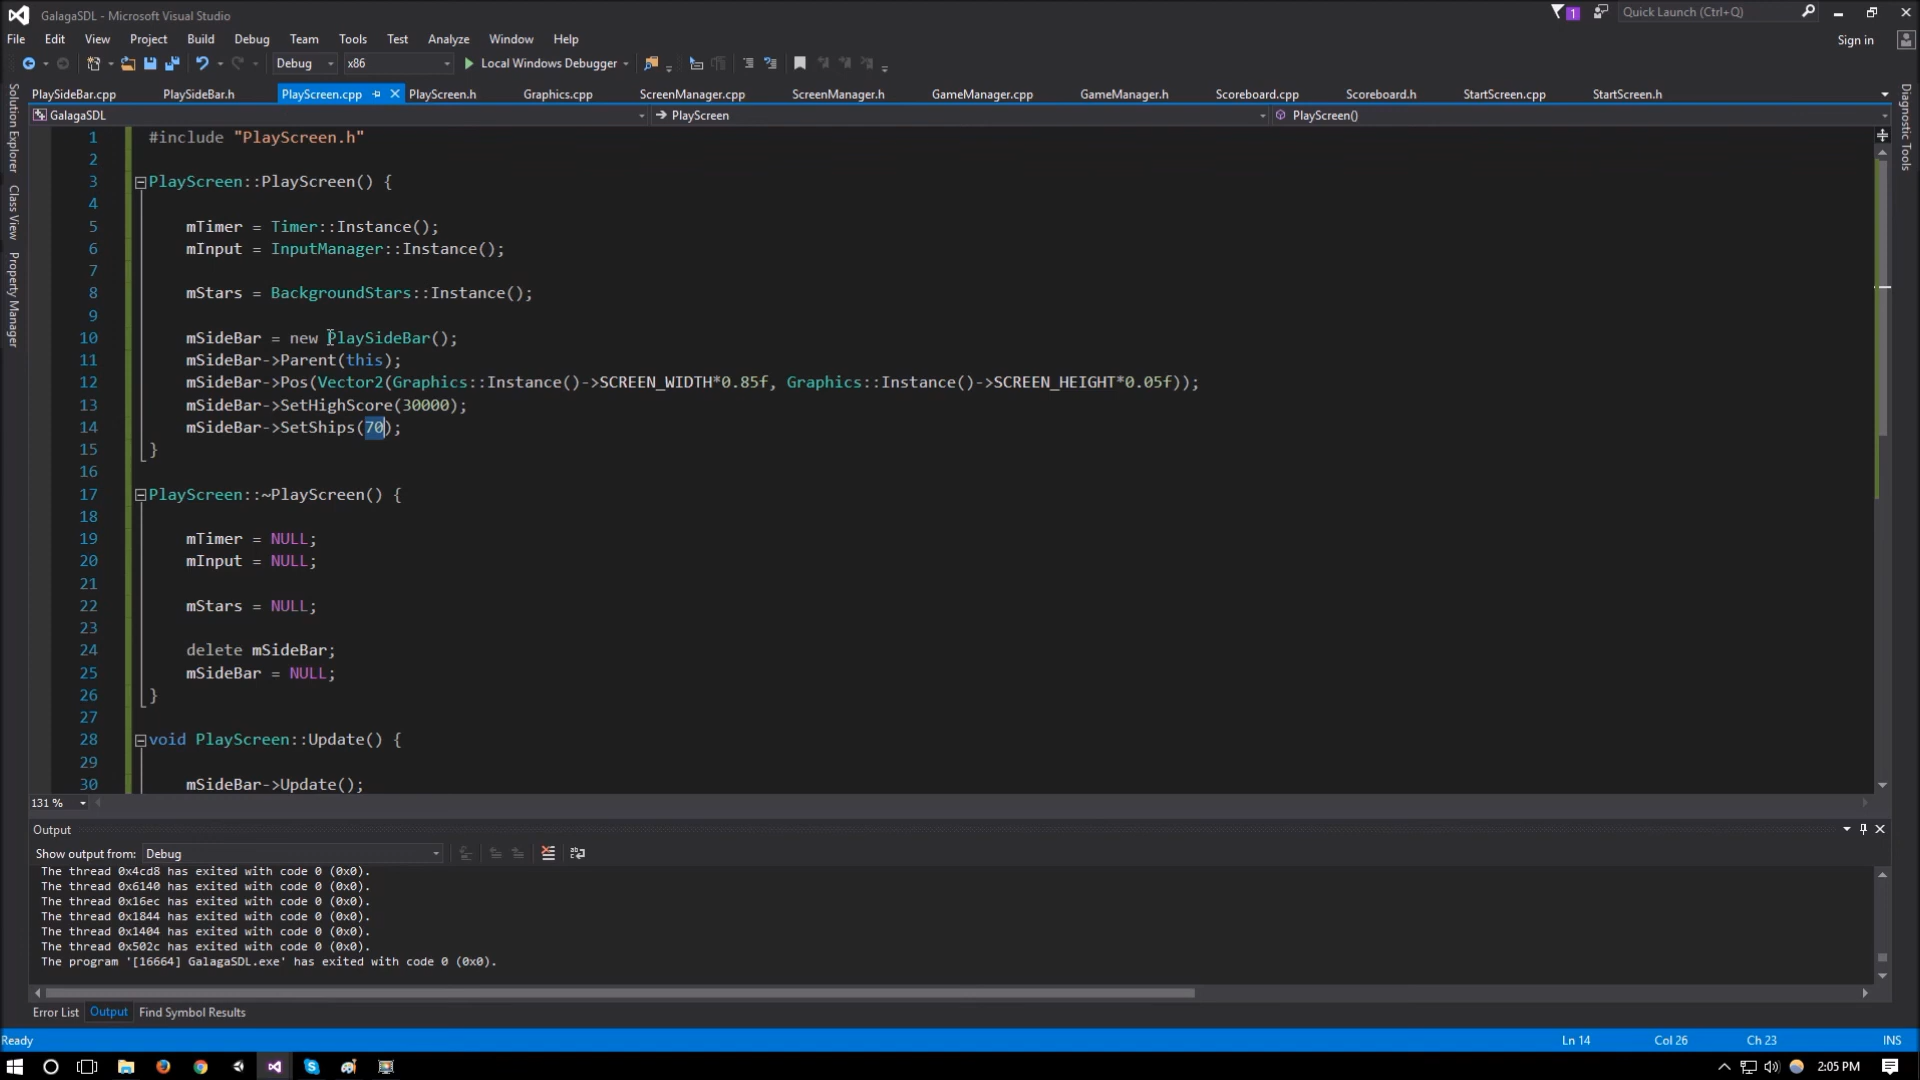 GalagaSDL - Microsoft Visual Studio
1
Quick Launch (Ctrl+Q)
File Edit View Project Build Debug Team Tools Test Analyze Window Help
Sign in
Debug x86 Local Windows Debugger
PlaySideBar.cpp PlaySideBar.h PlayScreen.cpp PlayScreen.h Graphics.cpp ScreenManager.cpp ScreenManager.h GameManager.cpp GameManager.h Scoreboard.cpp Scoreboard.h StartScreen.cpp StartScreen.h
GalagaSDL PlayScreen PlayScreen()
Solution Explorer
Class View
Property Manager
Diagnostic Tools
1 #include "PlayScreen.h"
2
3 PlayScreen::PlayScreen() {
4
5 mTimer = Timer::Instance();
6 mInput = InputManager::Instance();
7
8 mStars = BackgroundStars::Instance();
9
10 mSideBar = new PlaySideBar();
11 mSideBar->Parent(this);
12 mSideBar->Pos(Vector2(Graphics::Instance()->SCREEN_WIDTH*0.85f, Graphics::Instance()->SCREEN_HEIGHT*0.05f));
13 mSideBar->SetHighScore(30000);
14 mSideBar->SetShips(70);
15 }
16
17 PlayScreen::~PlayScreen() {
18
19 mTimer = NULL;
20 mInput = NULL;
21
22 mStars = NULL;
23
24 delete mSideBar;
25 mSideBar = NULL;
26 }
27
28 void PlayScreen::Update() {
29
30 mSideBar->Update();
131 %
Output
Show output from: Debug
The thread 0x4cd8 has exited with code 0 (0x0).
The thread 0x6140 has exited with code 0 (0x0).
The thread 0x16ec has exited with code 0 (0x0).
The thread 0x1844 has exited with code 0 (0x0).
The thread 0x1404 has exited with code 0 (0x0).
The thread 0x502c has exited with code 0 (0x0).
The program '[16664] GalagaSDL.exe' has exited with code 0 (0x0).
Error List Output Find Symbol Results
Ready Ln 14 Col 26 Ch 23 INS
2:05 PM